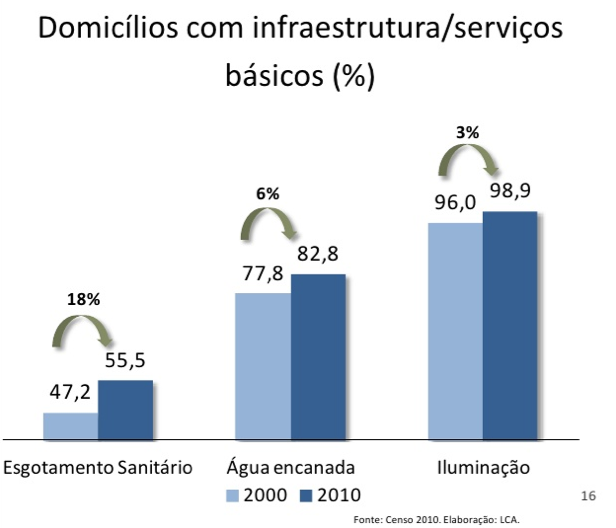 Domicílios com infraestrutura/serviços
básicos (%)
3%
96,0 98,9
6%
77,8 82,8
18%
47,2 55,5
Esgotamento Sanitário Água encanada Iluminação
2000 2010
16
Fonte: Censo 2010. Elaboração: LCA.